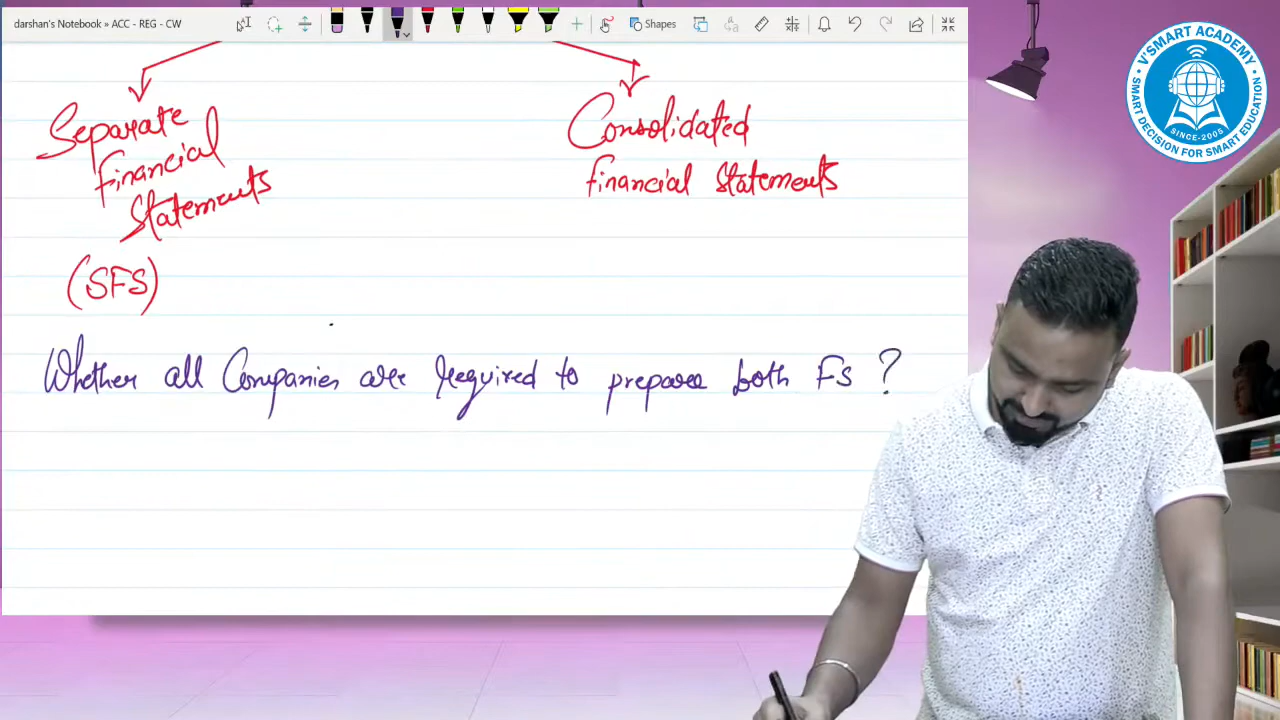 darshan's Notebook » ACC - REG - CW
Shapes
V'SMART ACADEMY
SMART DECISION FOR SMART EDUCATION
SINCE-2005
Separate
Financial
Statements
(SFS)
Consolidated
financial Statements
Whether all Companies are required to prepare both FS ?